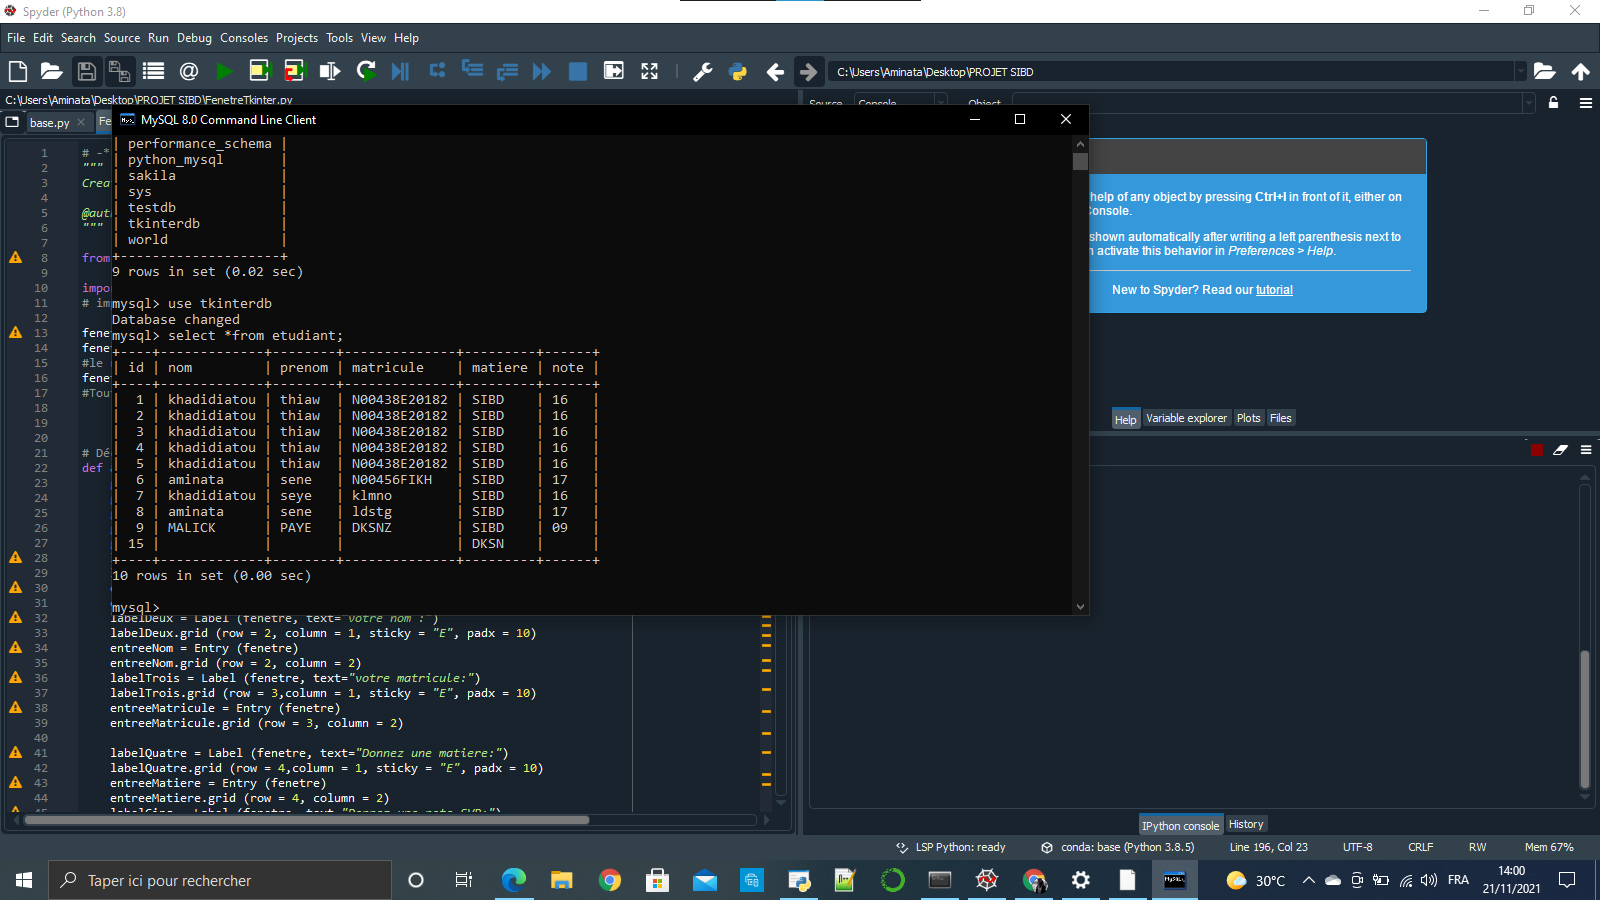 Spyder (Python 3.8)
File Edit Search Source Run Debug Consoles Projects Tools View Help
C:\Users\Aminata\Desktop\PROJET SIBD
C:\Users\Aminata\Desktop\PROJET SIBD\FenetreTkinter.py
Source Console Object
base.py
Fe
MySQL 8.0 Command Line Client
| performance_schema |
| python_mysql |
| sakila |
| sys |
| testdb |
| tkinterdb |
| world |
+--------------------+
9 rows in set (0.02 sec)
mysql> use tkinterdb
Database changed
mysql> select *from etudiant;
+----+-------------+--------+--------------+---------+------+
| id | nom | prenom | matricule | matiere | note |
+----+-------------+--------+--------------+---------+------+
| 1 | khadidiatou | thiaw | N00438E20182 | SIBD | 16 |
| 2 | khadidiatou | thiaw | N00438E20182 | SIBD | 16 |
| 3 | khadidiatou | thiaw | N00438E20182 | SIBD | 16 |
| 4 | khadidiatou | thiaw | N00438E20182 | SIBD | 16 |
| 5 | khadidiatou | thiaw | N00438E20182 | SIBD | 16 |
| 6 | aminata | sene | N00456FIKH | SIBD | 17 |
| 7 | khadidiatou | seye | klmno | SIBD | 16 |
| 8 | aminata | sene | ldstg | SIBD | 17 |
| 9 | MALICK | PAYE | DKSNZ | SIBD | 09 |
| 15 | | | | DKSN | |
+----+-------------+--------+--------------+---------+------+
10 rows in set (0.00 sec)
mysql>
1 # -*
2 """
3 Crea
4
5 @aut
6 """
7
8 from
9
10 impo
11 # im
12
13 fene
14 fene
15 #le
16 fene
17 #Tou
18
19
20
21 # Dé
22 def
23
24
25
26
27
28
29
30
31
32 labelDeux = Label (fenetre, text="votre nom :")
33 labelDeux.grid (row = 2, column = 1, sticky = "E", padx = 10)
34 entreeNom = Entry (fenetre)
35 entreeNom.grid (row = 2, column = 2)
36 labelTrois = Label (fenetre, text="votre matricule:")
37 labelTrois.grid (row = 3,column = 1, sticky = "E", padx = 10)
38 entreeMatricule = Entry (fenetre)
39 entreeMatricule.grid (row = 3, column = 2)
40
41 labelQuatre = Label (fenetre, text="Donnez une matiere:")
42 labelQuatre.grid (row = 4,column = 1, sticky = "E", padx = 10)
43 entreeMatiere = Entry (fenetre)
44 entreeMatiere.grid (row = 4, column = 2)
help of any object by pressing Ctrl+I in front of it, either on
Console.
shown automatically after writing a left parenthesis next to
activate this behavior in Preferences > Help.
New to Spyder? Read our tutorial
Help Variable explorer Plots Files
IPython console History
LSP Python: ready conda: base (Python 3.8.5) Line 196, Col 23 UTF-8 CRLF RW Mem 67%
Taper ici pour rechercher
30°C FRA 14:00
21/11/2021